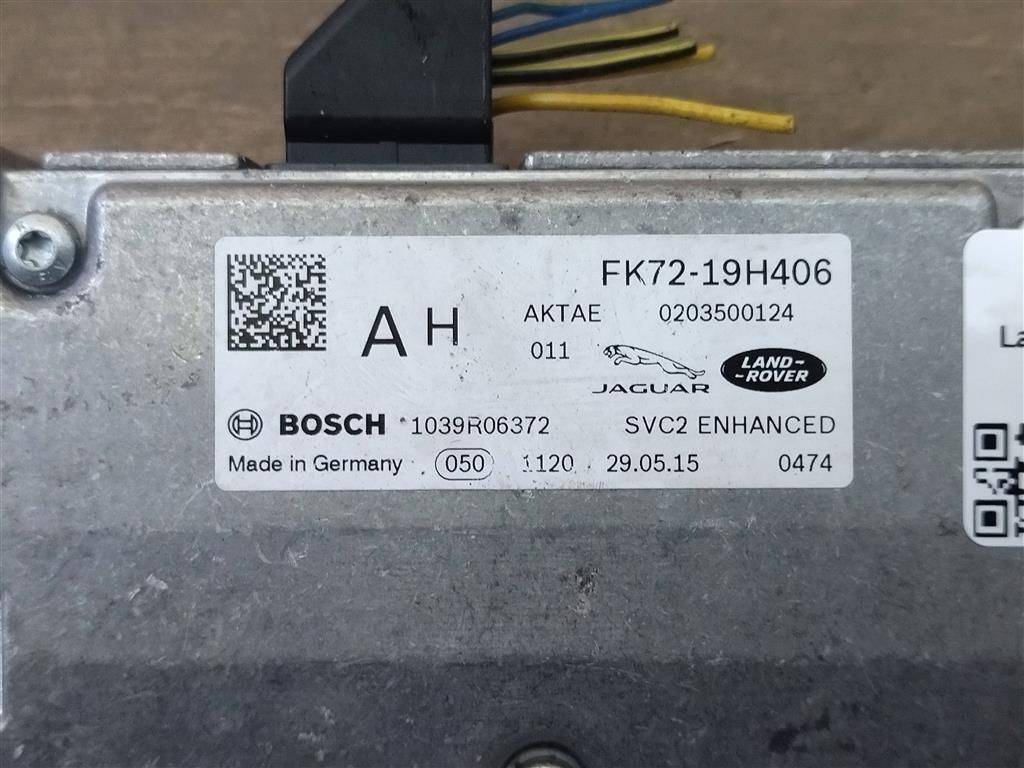 FK72-19H406
A H
AKTAE 0203500124
011
JAGUAR
LAND-
-ROVER
BOSCH 1039R06372 SVC2 ENHANCED
Made in Germany 050 1120 29.05.15 0474
La